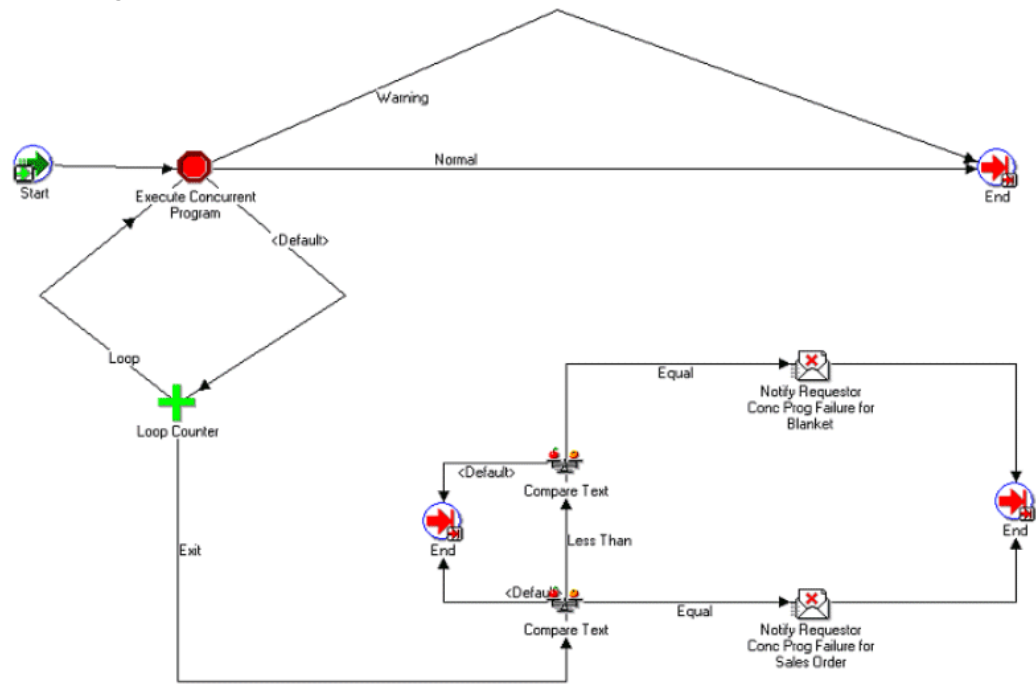 Warning
Normal
Start
Execute Concurrent
Program
End
<Default>
Loop
Loop Counter
Equal
Notify Requestor
Conc Prog Failure for
Blanket
<Default>
Compare Text
End
Less Than
End
Exit
<Defaul
Equal
Compare Text
Notify Requestor
Conc Prog Failure for
Sales Order